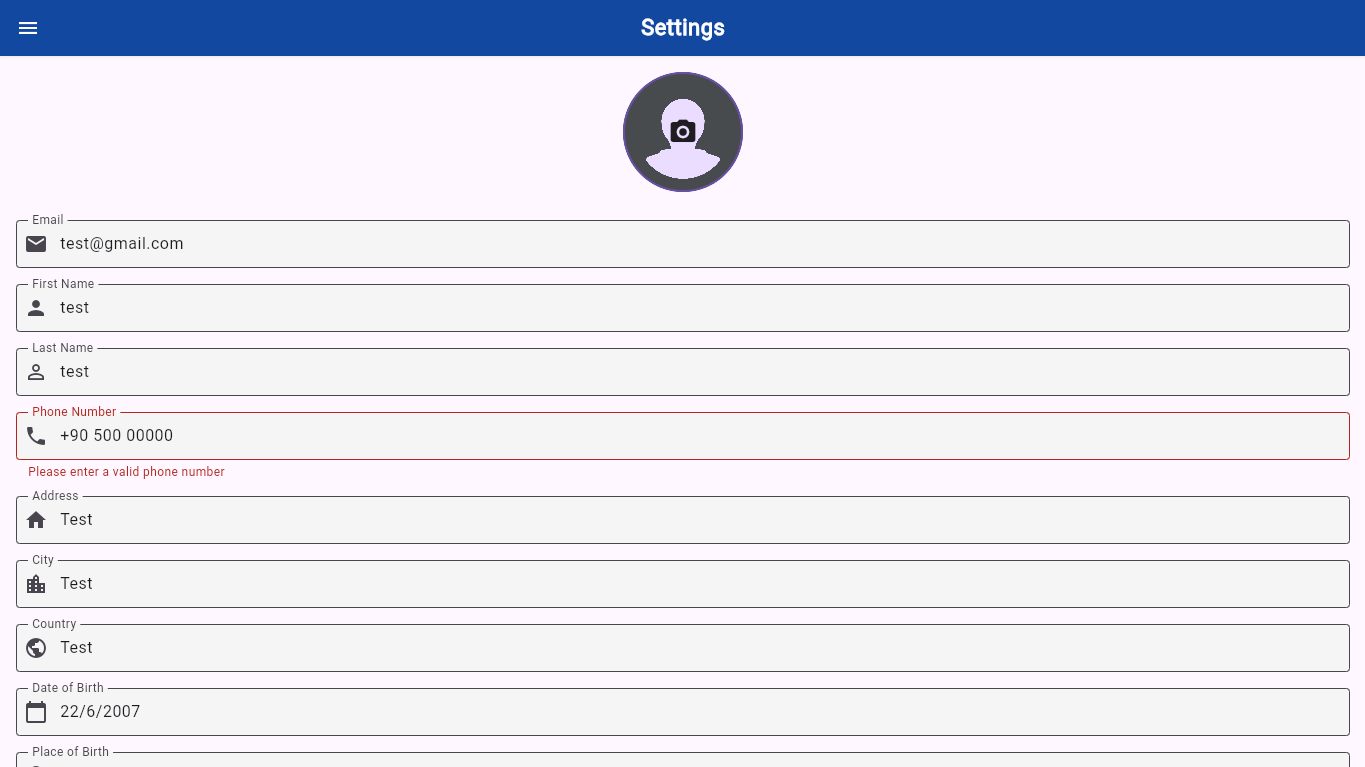 Settings
Email
test@gmail.com
First Name
test
Last Name
test
Phone Number
+90 500 00000
Please enter a valid phone number
Address
Test
City
Test
Country
Test
Date of Birth
22/6/2007
Place of Birth